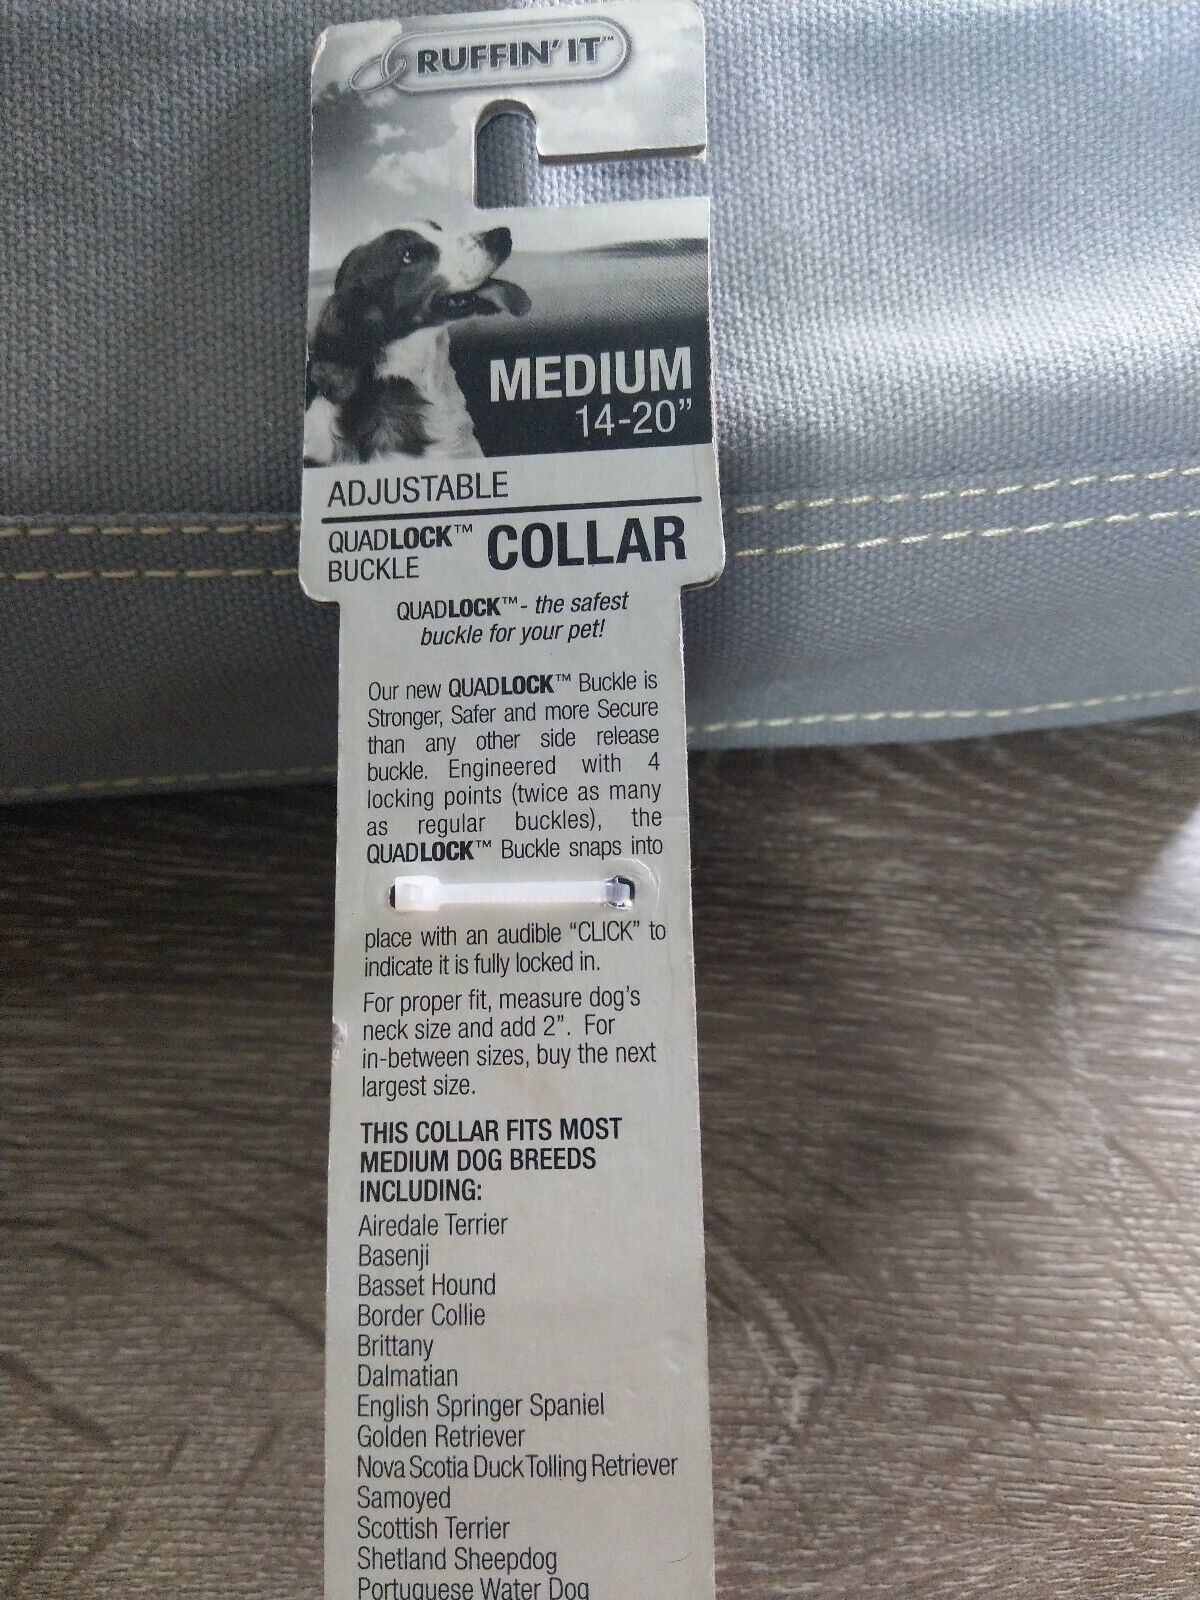 RUFFIN' IT™
MEDIUM
14-20”
ADJUSTABLE
QUADLOCK™
BUCKLE
COLLAR
QUADLOCK™- the safest
buckle for your pet!
Our new QUADLOCK™ Buckle is
Stronger, Safer and more Secure
than any other side release
buckle. Engineered with 4
locking points (twice as many
as regular buckles), the
QUADLOCK™ Buckle snaps into
place with an audible “CLICK” to
indicate it is fully locked in.
For proper fit, measure dog's
neck size and add 2”. For
in-between sizes, buy the next
largest size.
THIS COLLAR FITS MOST
MEDIUM DOG BREEDS
INCLUDING:
Airedale Terrier
Basenji
Basset Hound
Border Collie
Brittany
Dalmatian
English Springer Spaniel
Golden Retriever
Nova Scotia Duck Tolling Retriever
Samoyed
Scottish Terrier
Shetland Sheepdog
Portuguese Water Dog